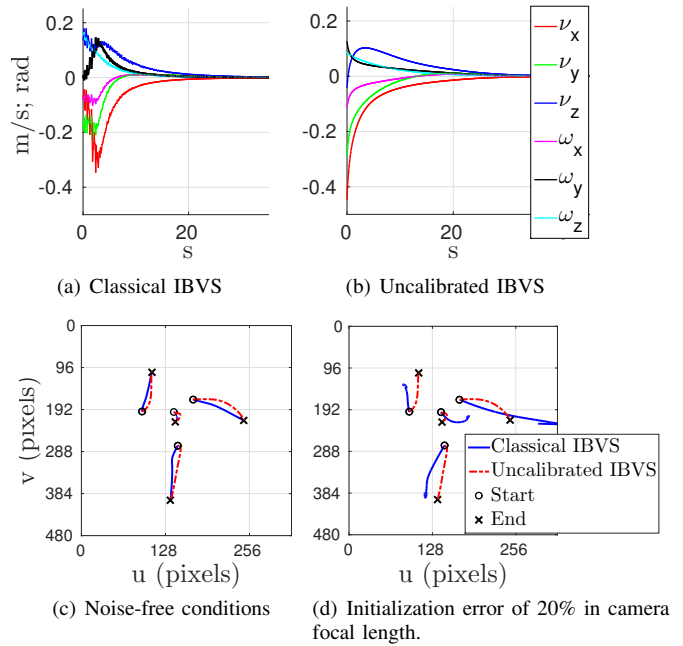 m/s; rad
0.2
0
-0.2
-0.4
0
20
s
(a) Classical IBVS
0.2
0
-0.2
-0.4
0
20
s
(b) Uncalibrated IBVS
ν_x
ν_y
ν_z
ω_x
ω_y
ω_z
v (pixels)
0
96
192
288
384
480
0
128
256
u (pixels)
(c) Noise-free conditions
0
96
192
288
384
480
128
256
u (pixels)
Classical IBVS
Uncalibrated IBVS
Start
End
(d) Initialization error of 20% in camera
focal length.